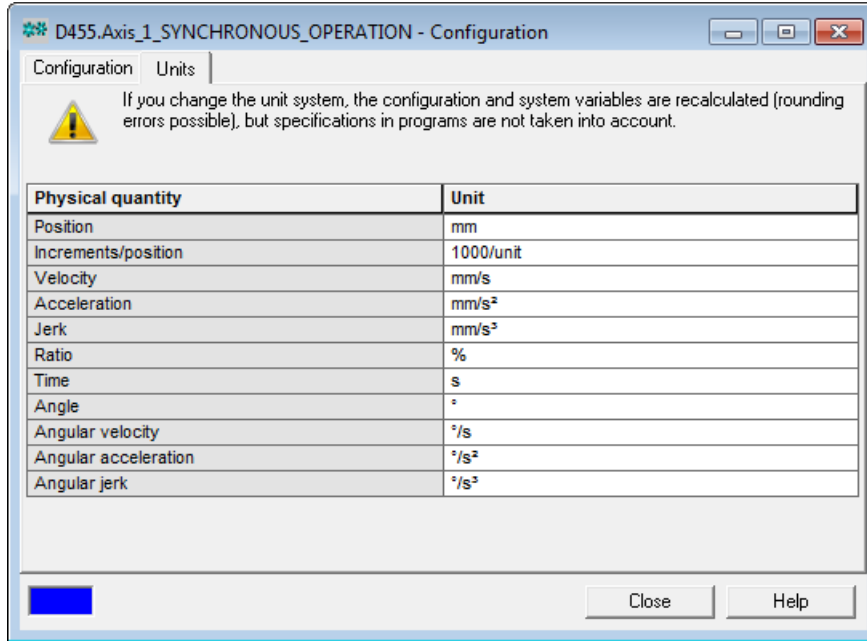 D455.Axis_1_SYNCHRONOUS_OPERATION - Configuration
Configuration Units
If you change the unit system, the configuration and system variables are recalculated (rounding
errors possible), but specifications in programs are not taken into account.
Physical quantity Unit
Position mm
Increments/position 1000/unit
Velocity mm/s
Acceleration mm/s²
Jerk mm/s³
Ratio %
Time s
Angle °
Angular velocity °/s
Angular acceleration °/s²
Angular jerk °/s³
Close Help